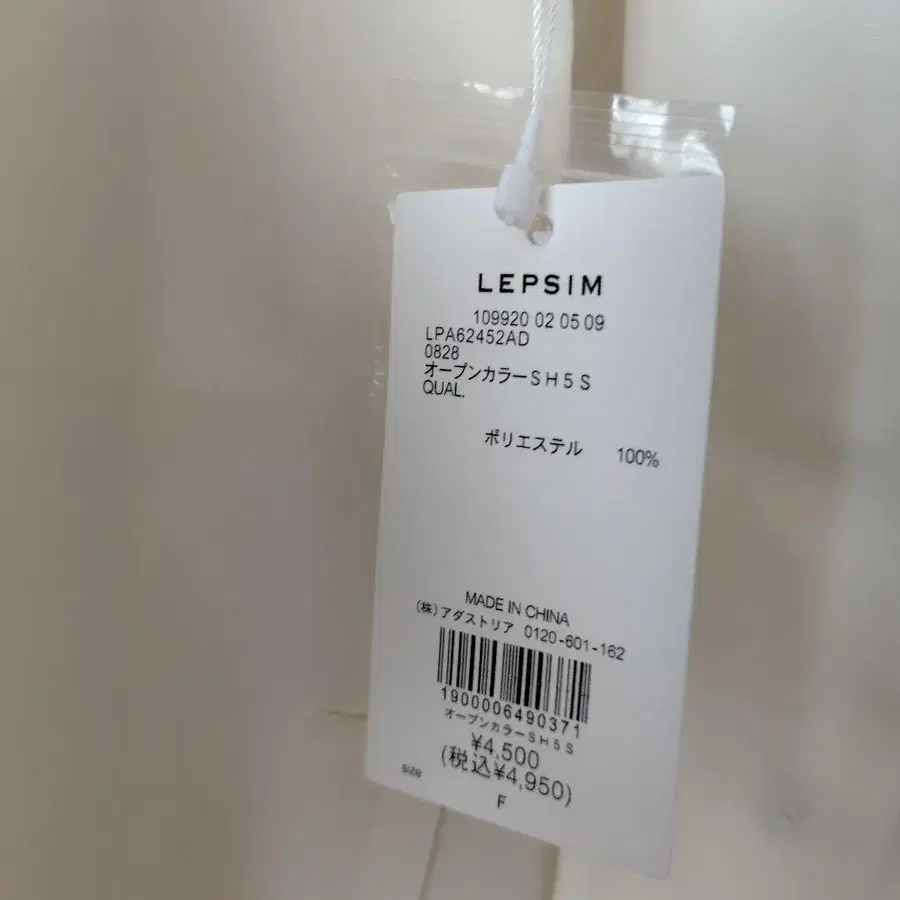 LEPSIM
109920 02 05 09
LPA62452AD
0828
オープンカラーSH5S
QUAL.
ポリエステル 100%
MADE IN CHINA
(株)アダストリア 0120-601-162
1900006490371
オープンカラーSH5S
¥4,500
(税込¥4,950)
SIZE
F